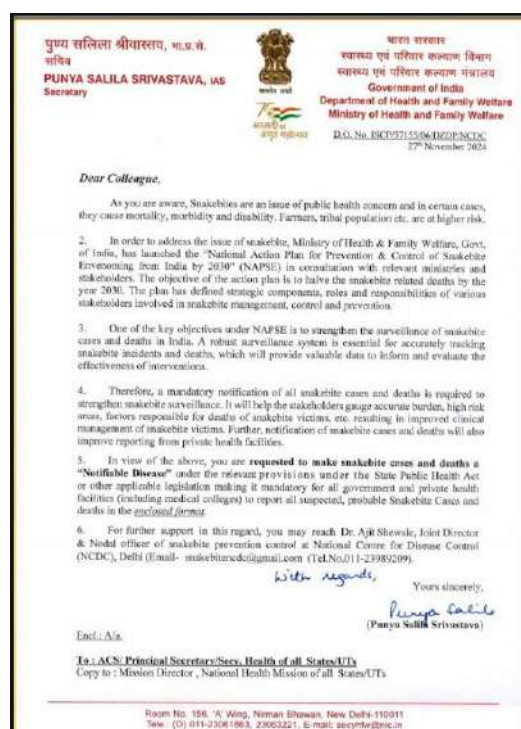 पुण्य सलिला श्रीवास्तव, भा.प्र.से.
सचिव
PUNYA SALILA SRIVASTAVA, IAS
Secretary
भारत सरकार
स्वास्थ्य एवं परिवार कल्याण विभाग
स्वास्थ्य एवं परिवार कल्याण मंत्रालय
Government of India
Department of Health and Family Welfare
Ministry of Health and Family Welfare
D.O. No.
27th November 2024
Dear Colleague,
As you are aware, Snakebites are an issue of public health concern and in certain cases,
they cause mortality, morbidity and disability. Farmers, tribal population etc. are at higher risk.
2. In order to address the issue of snakebite, Ministry of Health & Family Welfare, Govt.
of India, has launched the "National Action Plan for Prevention & Control of Snakebite
Envenoming from India by 2030" (NAPSE) in consultation with relevant ministries and
stakeholders. The objective of the action plan is to halve the snakebite related deaths by the
year 2030. The plan has defined strategic components, roles and responsibilities of various
stakeholders involved in snakebite management, control and prevention.
3. One of the key objectives under NAPSE is to strengthen the surveillance of snakebite
cases and deaths in India. A robust surveillance system is essential for accurately tracking
snakebite incidents and deaths, which will provide valuable data to inform and evaluate the
effectiveness of interventions.
4. Therefore, a mandatory notification of all snakebite cases and deaths is required to
strengthen snakebite surveillance. It will help the stakeholders gauge accurate burden, high risk
areas, factors responsible for deaths of snakebite victims, etc. resulting in improved clinical
management of snakebite victims. Further, notification of snakebite cases and deaths will also
improve reporting from private health facilities.
5. In view of the above, you are requested to make snakebite cases and deaths a
"Notifiable Disease" under the relevant provisions under the State Public Health Act
or other applicable legislation making it mandatory for all government and private health
facilities (including medical colleges) to report all suspected, probable Snakebite Cases and
deaths in the enclosed format.
6. For further support in this regard, you may reach Dr. Ajit Shewale, Joint Director
& Nodal officer of snakebite prevention control at National Centre for Disease Control
(NCDC), Delhi (Email- snakebitencdc@gmail.com (Tel.No.011-23989209).
With regards,
Yours sincerely,
Punya Salila
(Punya Salila Srivastava)
Encl.: A/a.
To : ACS/ Principal Secretary/Secy. Health of all States/UTs
Copy to : Mission Director , National Health Mission of all States/UTs
Room No. 156, 'A' Wing, Nirman Bhawan, New Delhi-110011
Tele : (O) 011-23061863, 23063221, E-mail: secyhfw@nic.in